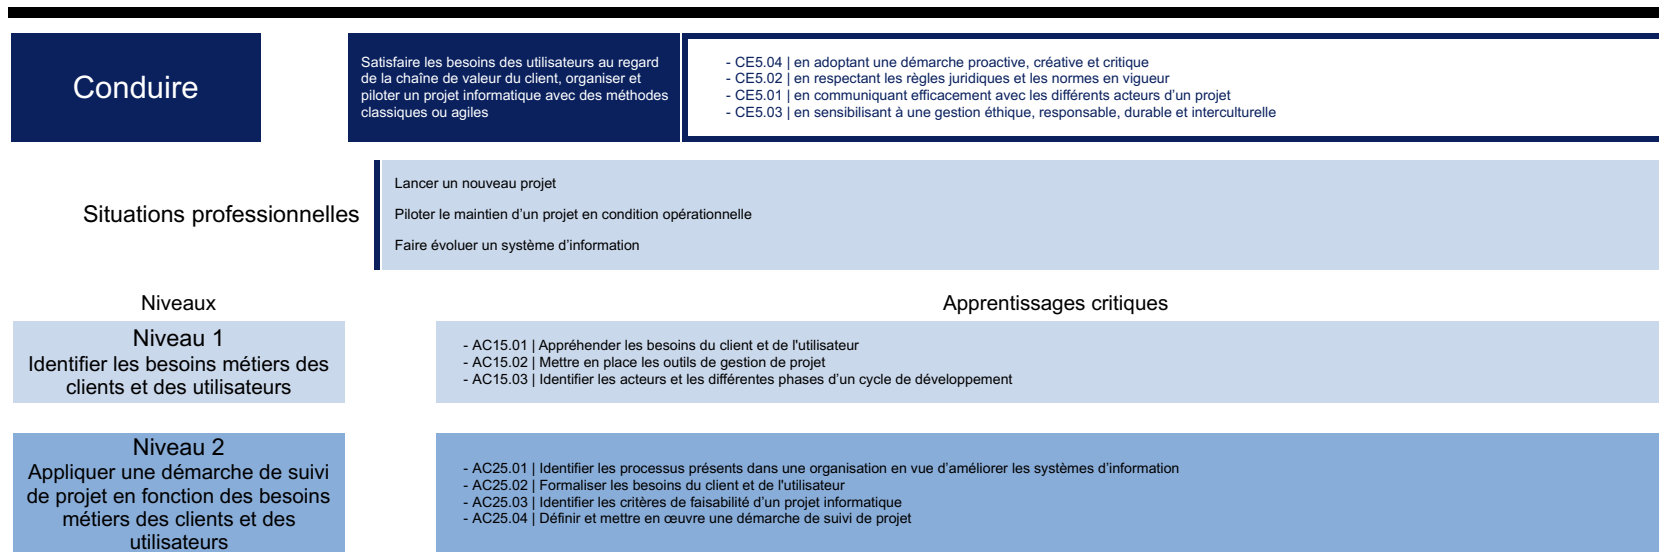 Conduire
Satisfaire les besoins des utilisateurs au regard
de la chaîne de valeur du client, organiser et
piloter un projet informatique avec des méthodes
classiques ou agiles
- CE5.04 | en adoptant une démarche proactive, créative et critique
- CE5.02 | en respectant les règles juridiques et les normes en vigueur
- CE5.01 | en communiquant efficacement avec les différents acteurs d’un projet
- CE5.03 | en sensibilisant à une gestion éthique, responsable, durable et interculturelle
Situations professionnelles
Lancer un nouveau projet
Piloter le maintien d’un projet en condition opérationnelle
Faire évoluer un système d’information
Niveaux
Apprentissages critiques
Niveau 1
Identifier les besoins métiers des
clients et des utilisateurs
- AC15.01 | Appréhender les besoins du client et de l'utilisateur
- AC15.02 | Mettre en place les outils de gestion de projet
- AC15.03 | Identifier les acteurs et les différentes phases d’un cycle de développement
Niveau 2
Appliquer une démarche de suivi
de projet en fonction des besoins
métiers des clients et des
utilisateurs
- AC25.01 | Identifier les processus présents dans une organisation en vue d’améliorer les systèmes d’information
- AC25.02 | Formaliser les besoins du client et de l'utilisateur
- AC25.03 | Identifier les critères de faisabilité d’un projet informatique
- AC25.04 | Définir et mettre en œuvre une démarche de suivi de projet